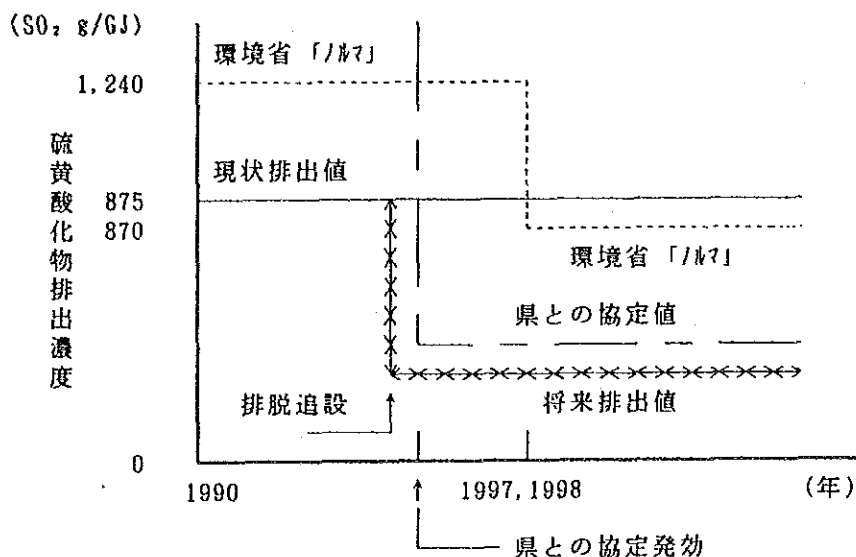 (SO₂ g/GJ)
環境省「ﾉﾙﾏ」
1,240
硫黄酸化物排出濃度
現状排出値
875
870
環境省「ﾉﾙﾏ」
県との協定値
排脱追設
将来排出値
0
1990
1997,1998
(年)
県との協定発効